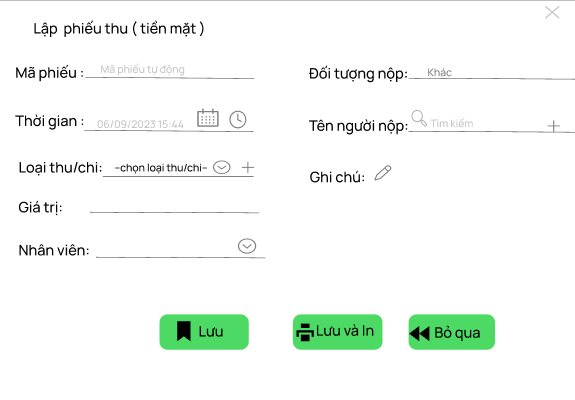 Lập phiếu thu ( tiền mặt )
Mã phiếu : Mã phiếu tự động
Đối tượng nộp: Khác
Thời gian : 06/09/2023 15:44
Tên người nộp: Tìm kiếm
Loại thu/chi: -chọn loại thu/chi-
Ghi chú:
Giá trị:
Nhân viên:
Lưu
Lưu và In
Bỏ qua